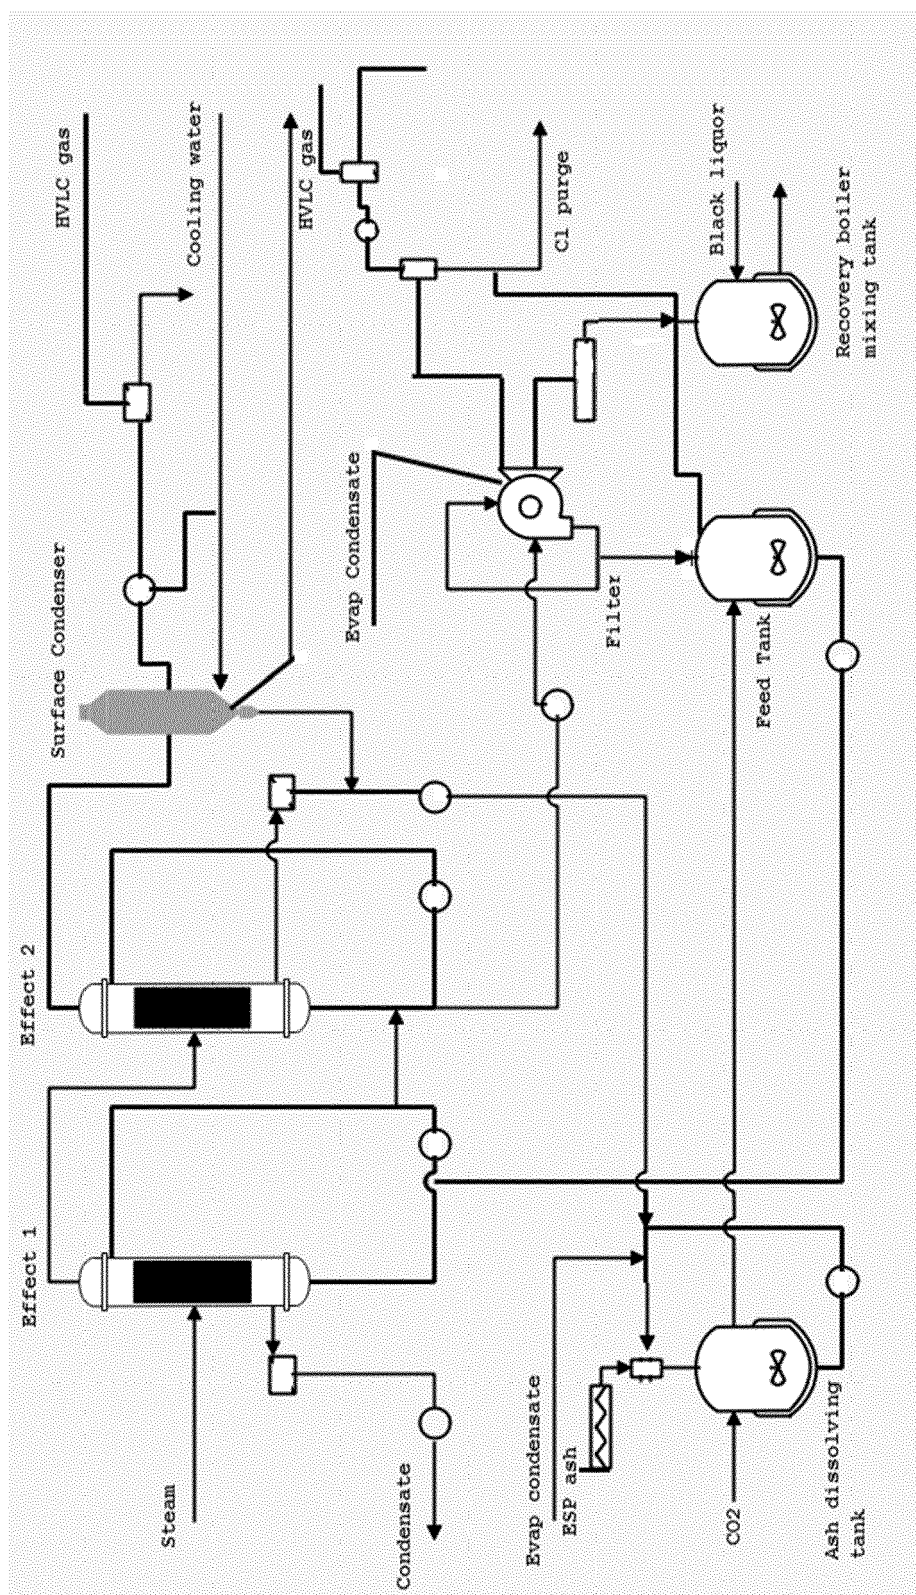 HVLC gas
Cooling water
HVLC gas
Cl purge
Black liquor
Recovery boiler
mixing tank
Surface Condenser
Evap Condensate
Filter
Feed Tank
Effect 2
Effect 1
Steam
Condensate
Evap condensate
ESP ash
CO2
Ash dissolving
tank